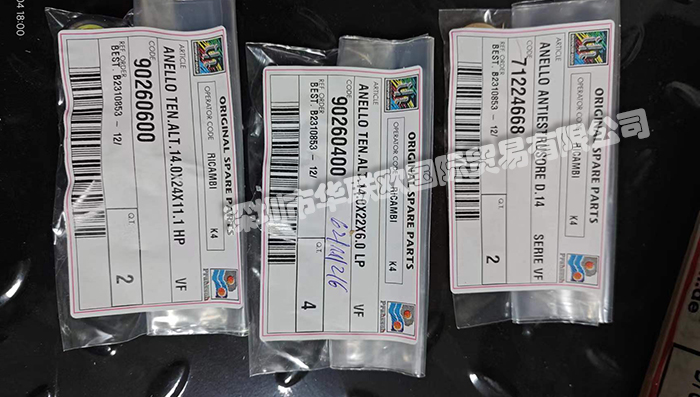 04 18:00
ORIGINAL SPARE PARTS
OPERATOR CODE
RICAMBI
K4
ARTICLE
ANELLO TEN.ALT.14.0X24X11.1 HP
VF
CODE
90260600
Q.T.
2
REF. ORDER
BEST. B2310853 - 12/
Pratissoli
ORIGINAL SPARE PARTS
OPERATOR CODE
RICAMBI
K4
ARTICLE
ANELLO TEN.ALT.14.0X22X6.0 LP
VF
CODE
90260400
Q.T.
4
REF. ORDER
BEST. B2310853 - 12/
ORIGINAL SPARE PARTS
OPERATOR CODE
RICAMBI
K4
ARTICLE
ANELLO ANTIESTRUSORE D.14
SERIE VF
CODE
71224668
Q.T.
2
REF. ORDER
BEST. B2310853 - 12/
深圳市华联欧国际贸易有限公司